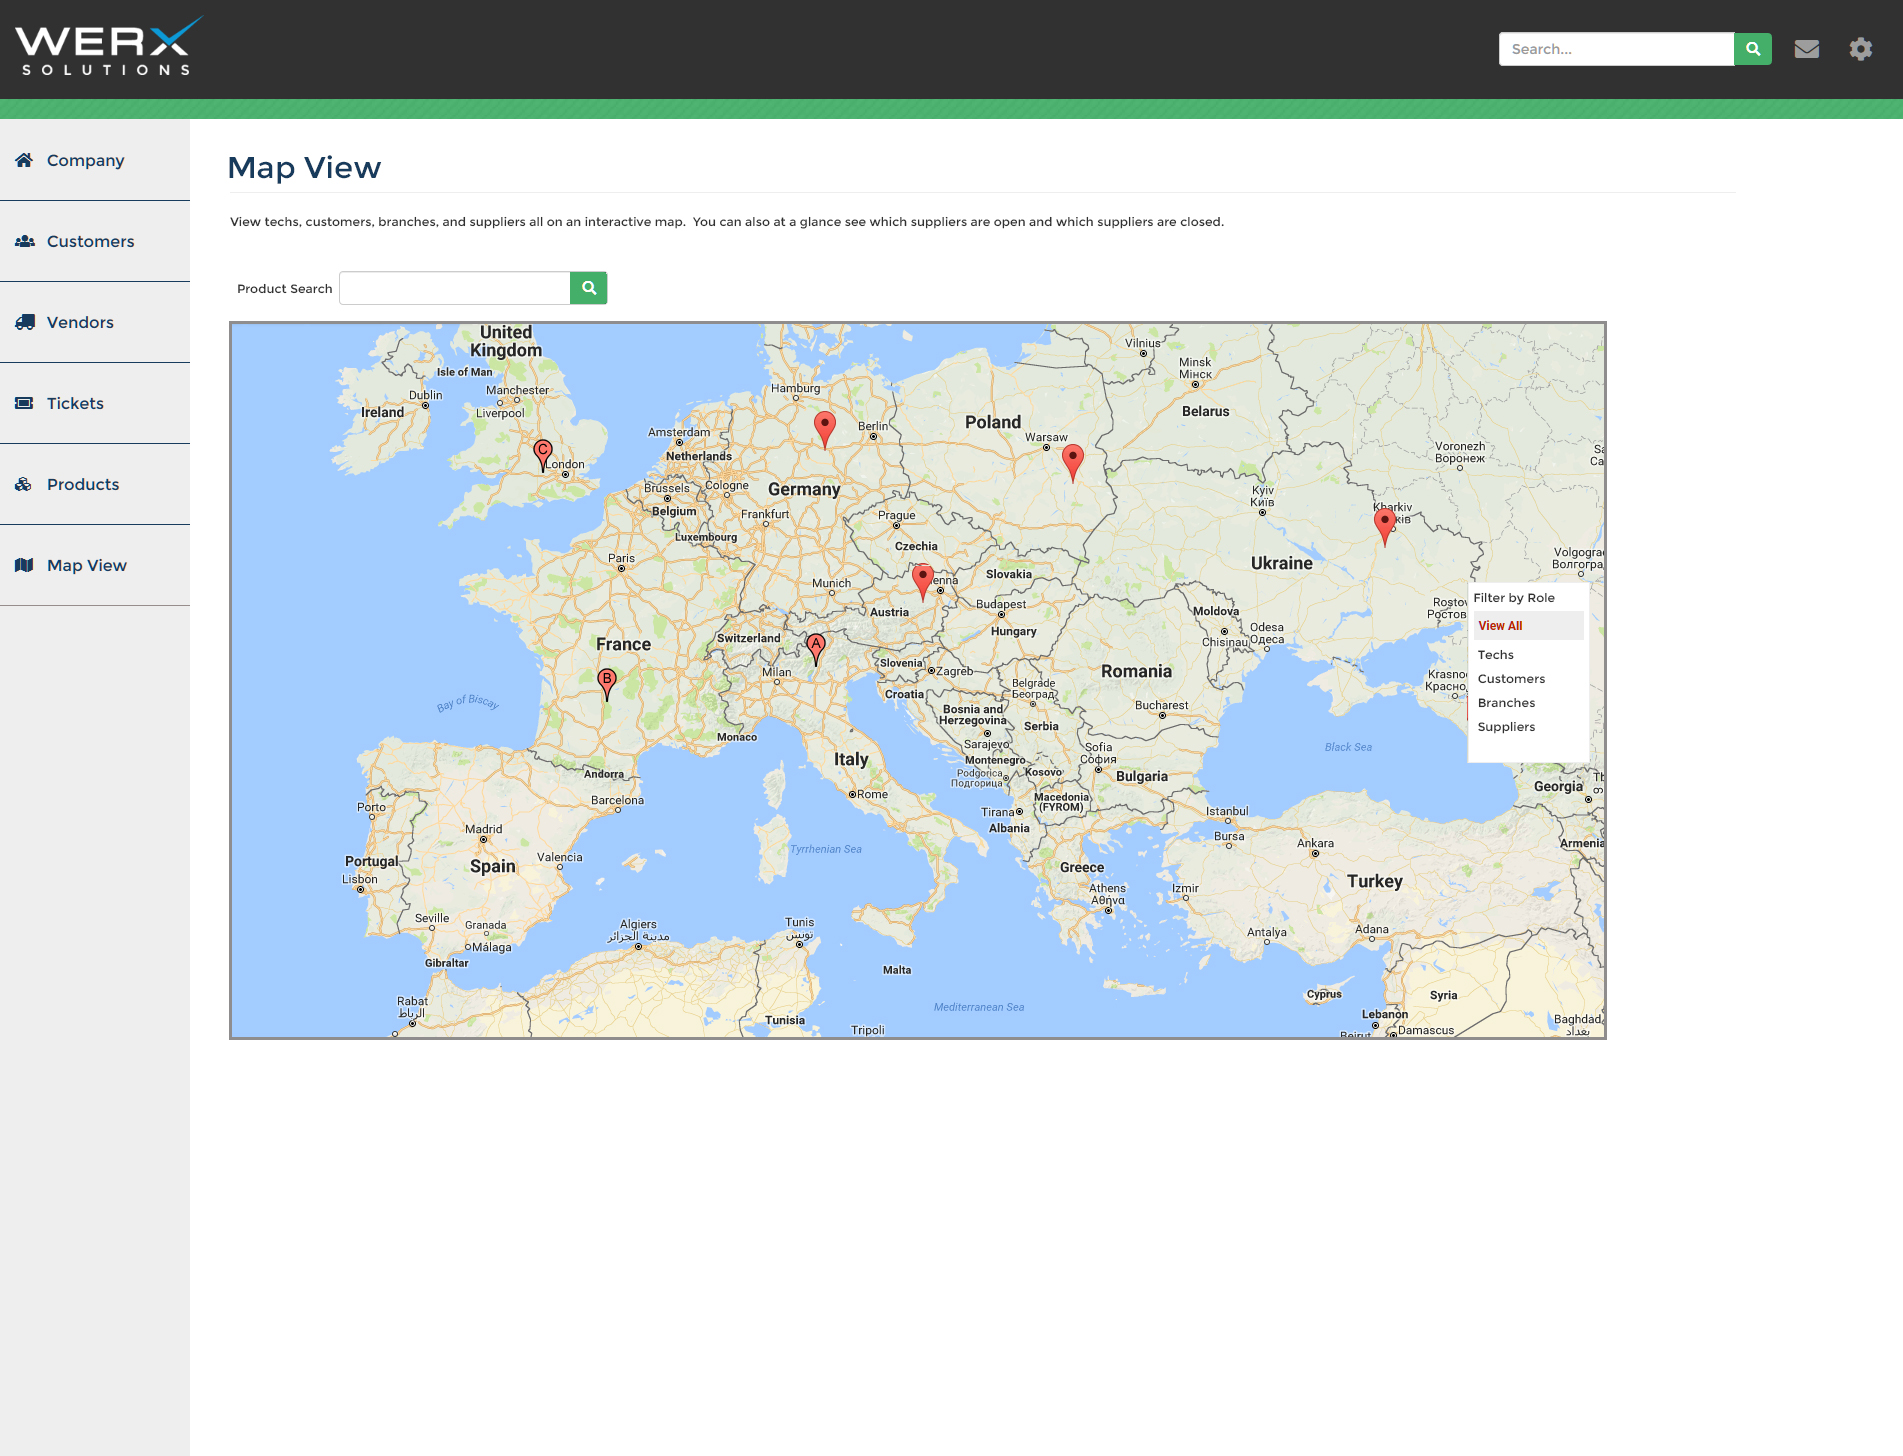 WERX
SOLUTIONS
Search...
Company
Customers
Vendors
Tickets
Products
Map View
Map View
View techs, customers, branches, and suppliers all on an interactive map.  You can also at a glance see which suppliers are open and which suppliers are closed.
Product Search
United
Kingdom
Isle of Man
Manchester
Dublin
Liverpool
Ireland
C
London
Hamburg
Amsterdam
Berlin
Netherlands
Brussels
Cologne
Germany
Belgium
Frankfurt
Luxembourg
Paris
Prague
Czechia
Munich
enna
Austria
Slovakia
Budapest
Hungary
Vilnius
Minsk
Мінск
Belarus
Poland
Warsaw
Voronezh
Воронеж
Sa
Ca
Kyiv
Київ
Kharkiv
ків
Ukraine
Volgogra
Волгогра
Rostov
Ростов
Moldova
Chisinau
Odesa
Одеса
France
Switzerland
A
Milan
B
Slovenia
Zagreb
Croatia
Romania
Belgrade
Београд
Bosnia and
Herzegovina
Bucharest
Serbia
Sarajevo
Monaco
Bay of Biscay
Krasno
Красно
Filter by Role
View All
Techs
Customers
Branches
Suppliers
Black Sea
Sofia
София
Montenegro
Podgorica
Подгорица
Kosovo
Bulgaria
Italy
Andorra
Barcelona
Rome
Macedonia
(FYROM)
Tirana
Albania
Istanbul
Bursa
Georgia
Tb
Porto
Madrid
Spain
Valencia
Portugal
Lisbon
Tyrrhenian Sea
Greece
Athens
Αθήνα
Izmir
Ankara
Turkey
Armenia
Seville
Granada
Málaga
Gibraltar
Algiers
مدينة الجزائر
Tunis
تونس
Malta
Antalya
Adana
Rabat
الرباط
Tunisia
Tripoli
Mediterranean Sea
Cyprus
Syria
Lebanon
Beirut
Damascus
Baghdad
بغداد